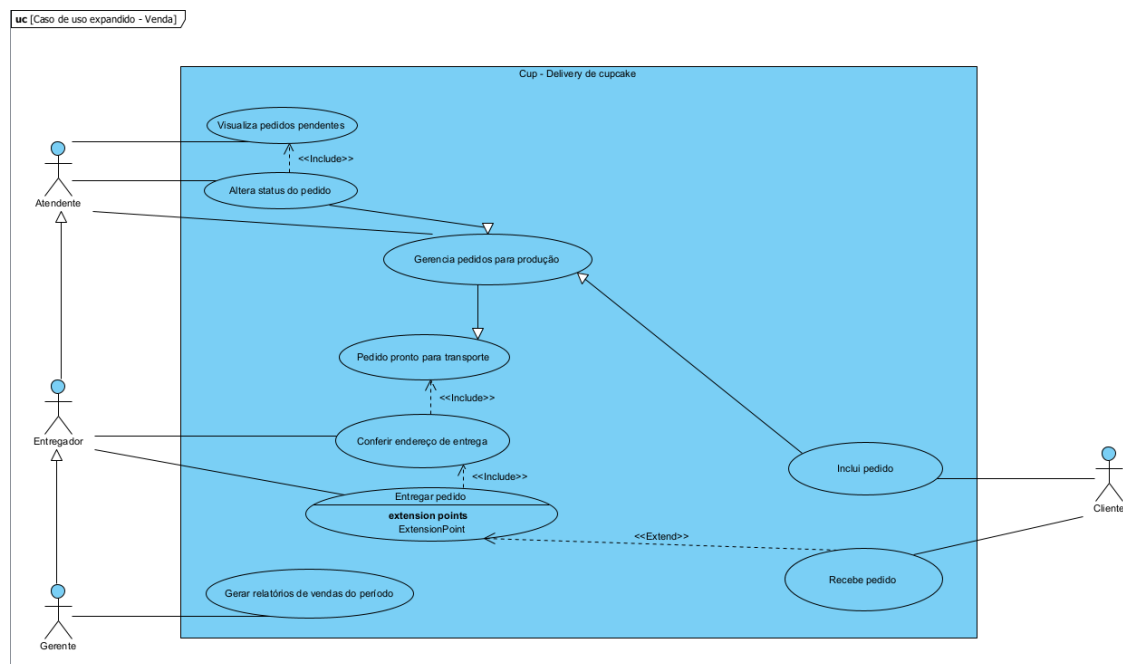 uc [Caso de uso expandido - Venda]
Cup - Delivery de cupcake
Visualiza pedidos pendentes
<<Include>>
Altera status do pedido
Atendente
Gerencia pedidos para produção
Pedido pronto para transporte
<<Include>>
Conferir endereço de entrega
Entregador
Inclui pedido
<<Include>>
Entregar pedido
extension points
ExtensionPoint
Cliente
<<Extend>>
Recebe pedido
Gerar relatórios de vendas do período
Gerente